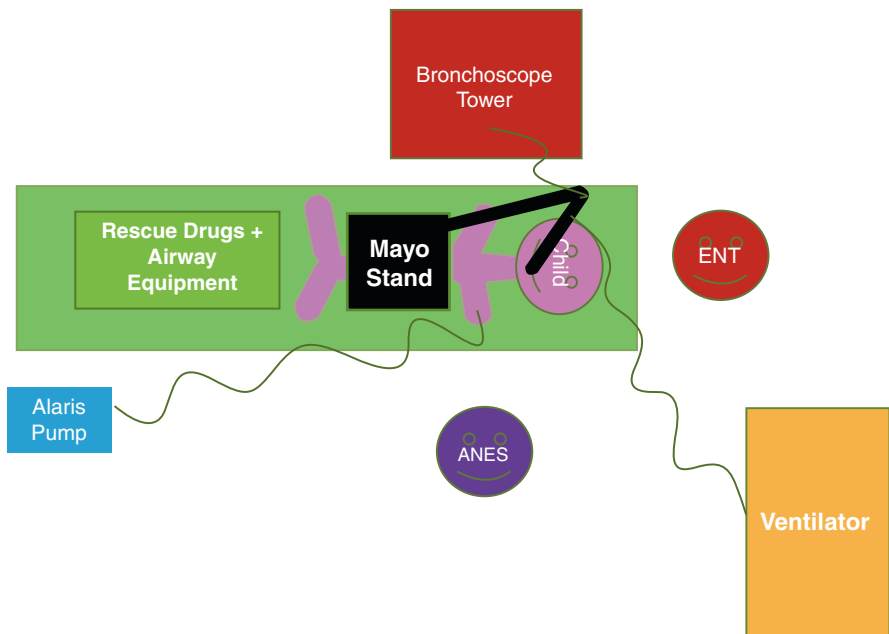 Bronchoscope
Tower
Rescue Drugs +
Airway
Equipment
Mayo
Stand
Child
ENT
Alaris
Pump
ANES
Ventilator